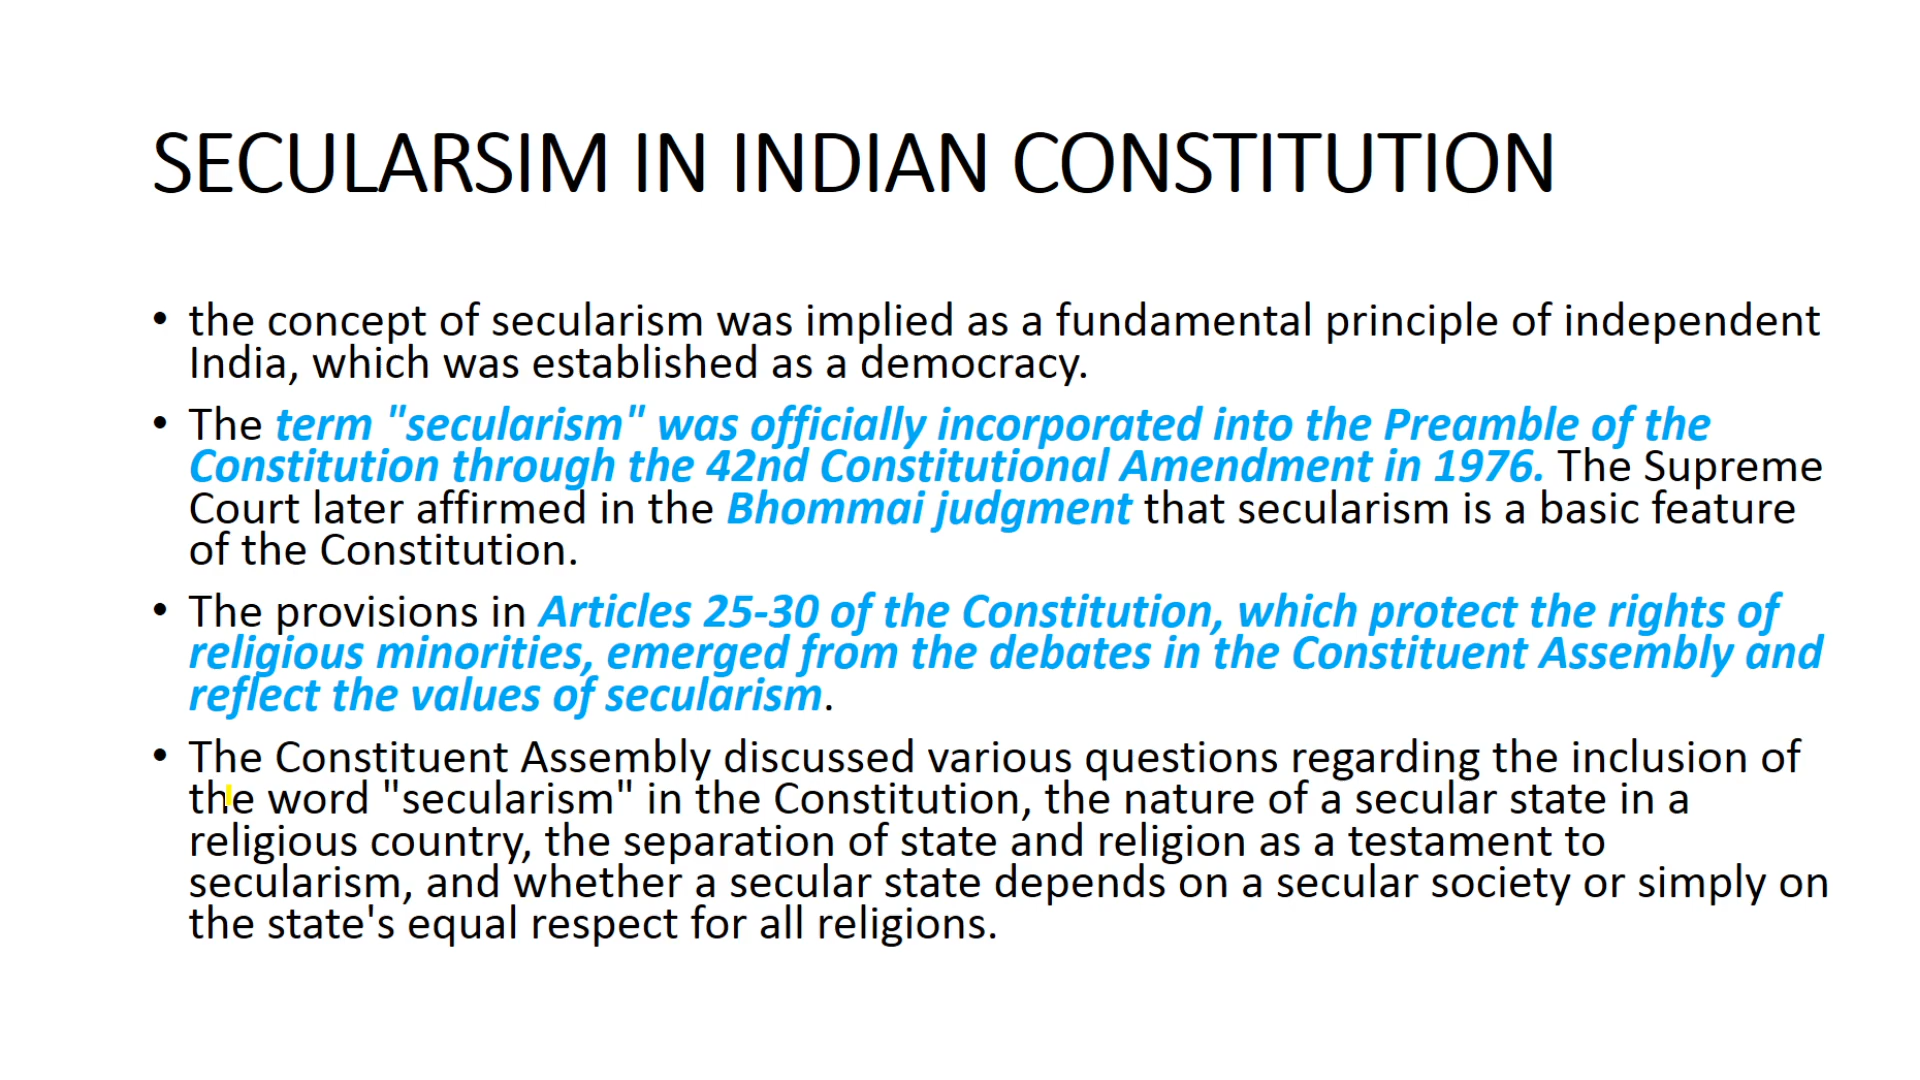 SECULARSIM IN INDIAN CONSTITUTION
• the concept of secularism was implied as a fundamental principle of independent
India, which was established as a democracy.
• The term "secularism" was officially incorporated into the Preamble of the
Constitution through the 42nd Constitutional Amendment in 1976. The Supreme
Court later affirmed in the Bhommai judgment that secularism is a basic feature
of the Constitution.
• The provisions in Articles 25-30 of the Constitution, which protect the rights of
religious minorities, emerged from the debates in the Constituent Assembly and
reflect the values of secularism.
• The Constituent Assembly discussed various questions regarding the inclusion of
the word "secularism" in the Constitution, the nature of a secular state in a
religious country, the separation of state and religion as a testament to
secularism, and whether a secular state depends on a secular society or simply on
the state's equal respect for all religions.